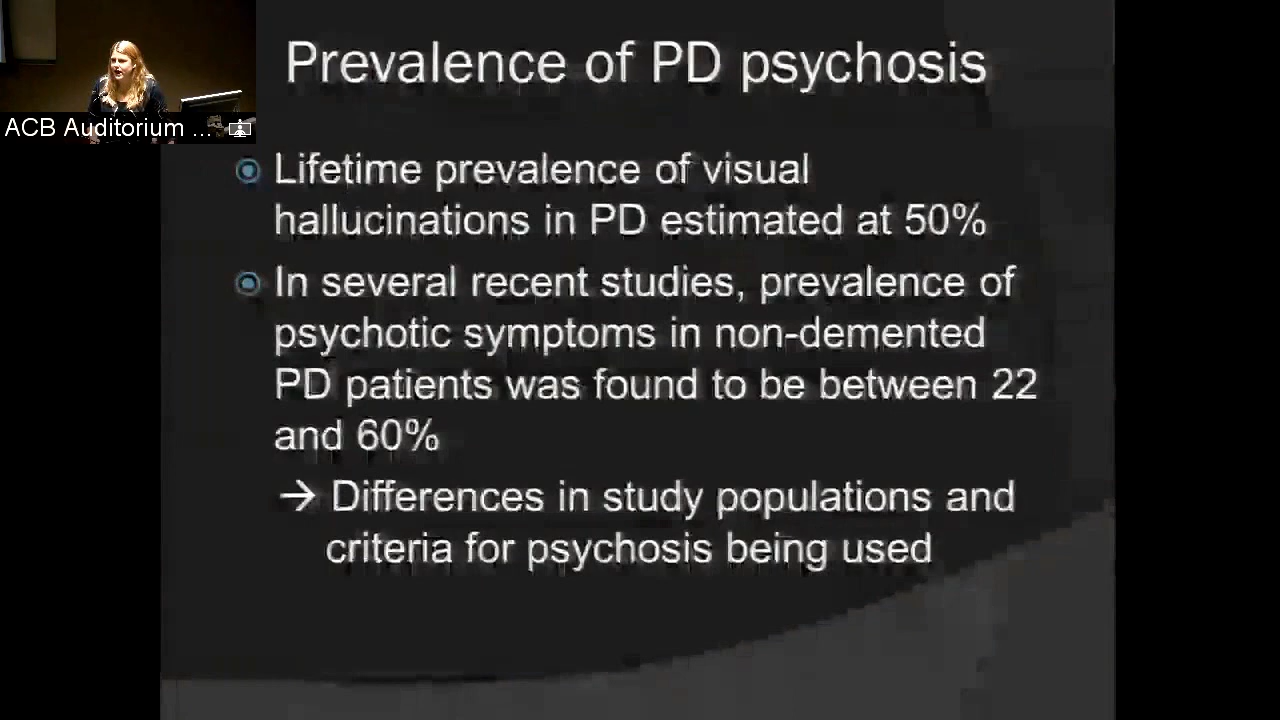 Prevalence of PD psychosis
ACB Auditorium ...
Lifetime prevalence of visual
hallucinations in PD estimated at 50%
In several recent studies, prevalence of
psychotic symptoms in non-demented
PD patients was found to be between 22
and 60%
→ Differences in study populations and
criteria for psychosis being used